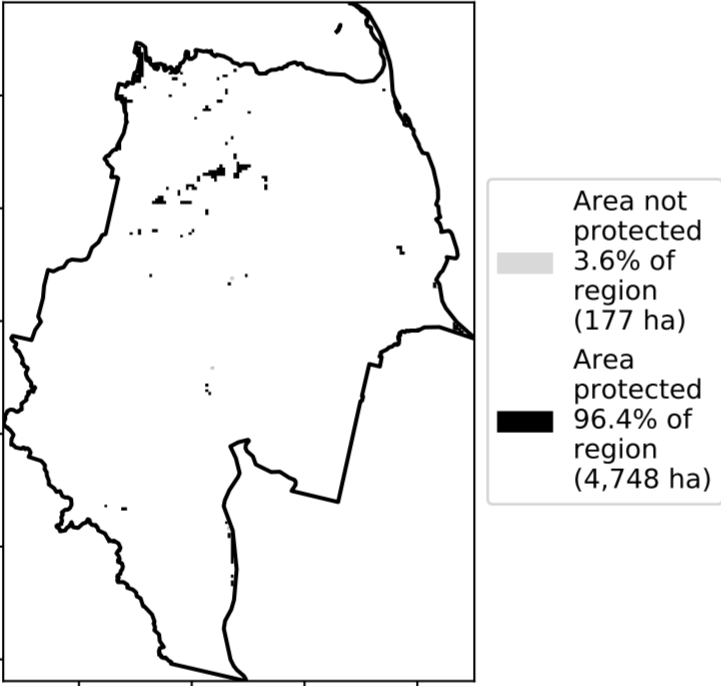 Area not
protected
3.6% of
region
(177 ha)
Area
protected
96.4% of
region
(4,748 ha)